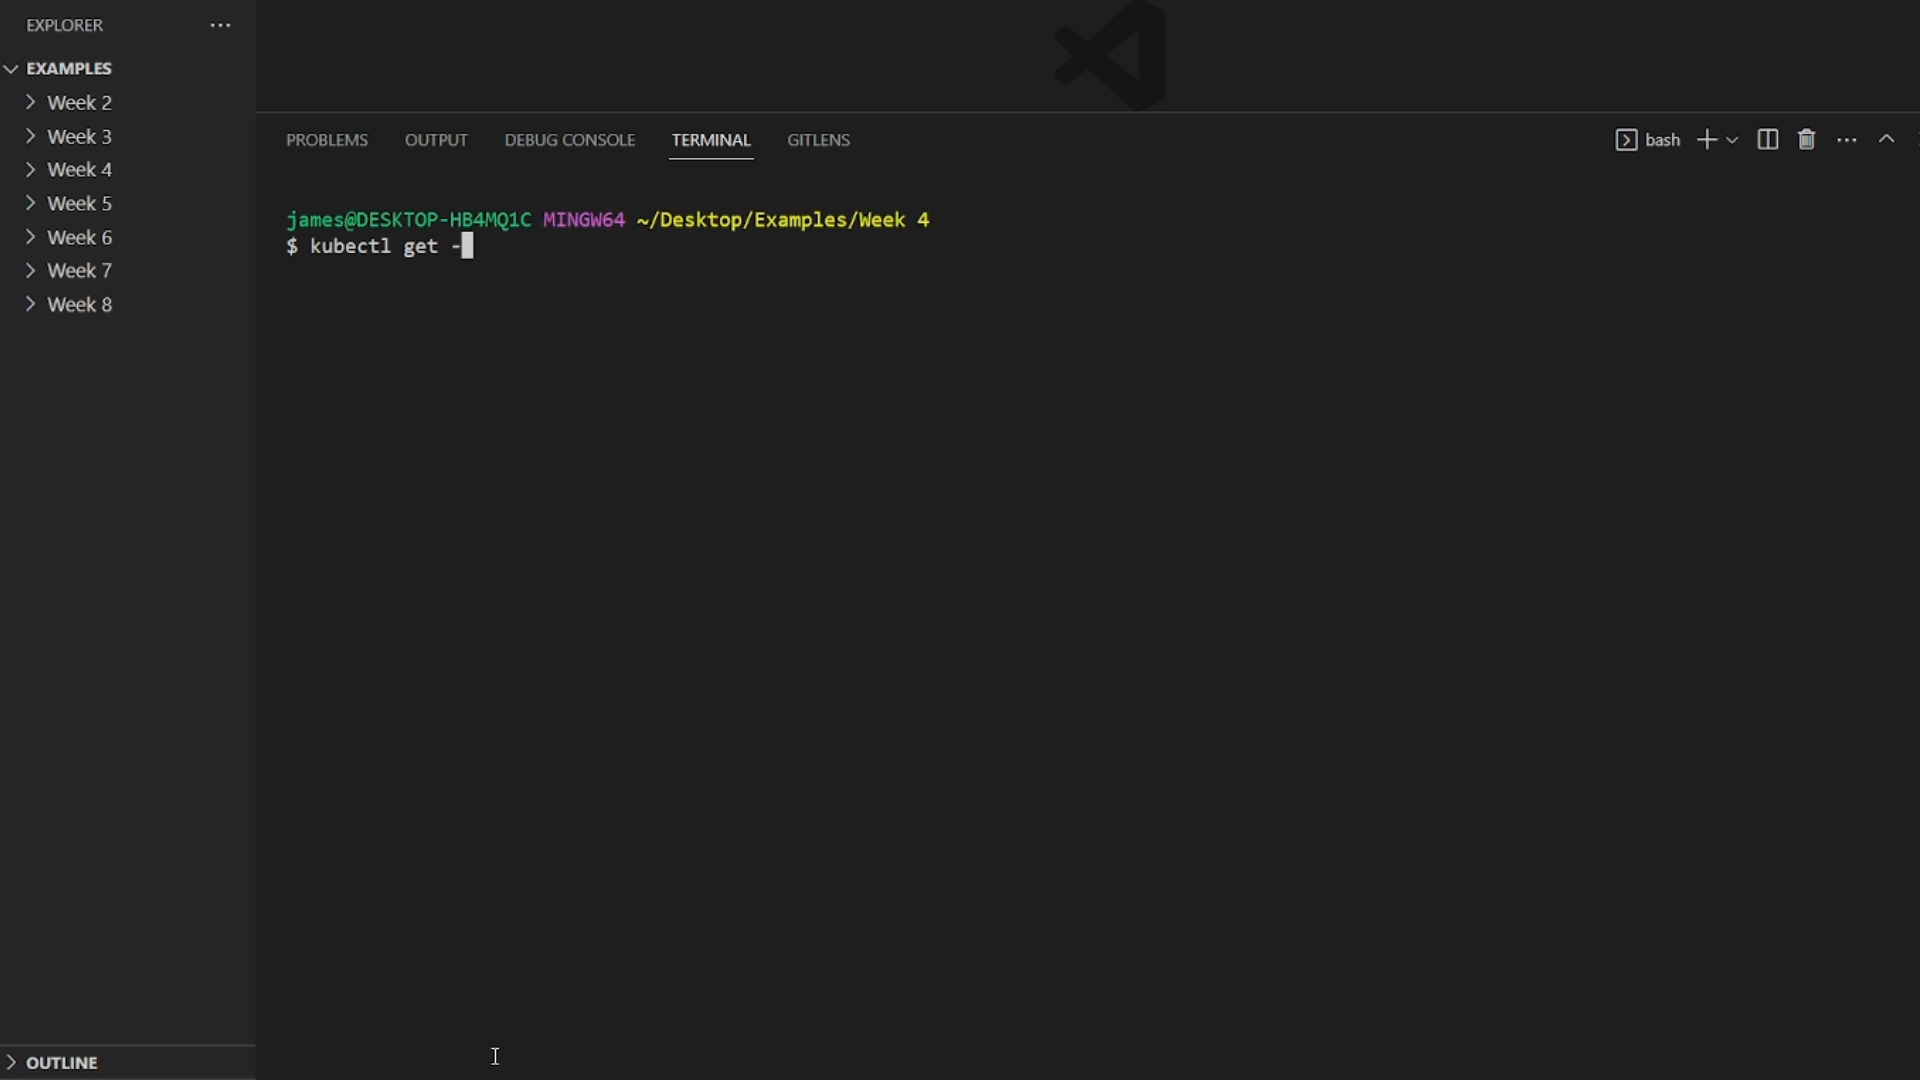 EXPLORER
EXAMPLES
Week 2
Week 3
Week 4
Week 5
Week 6
Week 7
Week 8
OUTLINE
PROBLEMS OUTPUT DEBUG CONSOLE TERMINAL GITLENS bash
james@DESKTOP-HB4MQ1C MINGW64 ~/Desktop/Examples/Week 4
$ kubectl get -